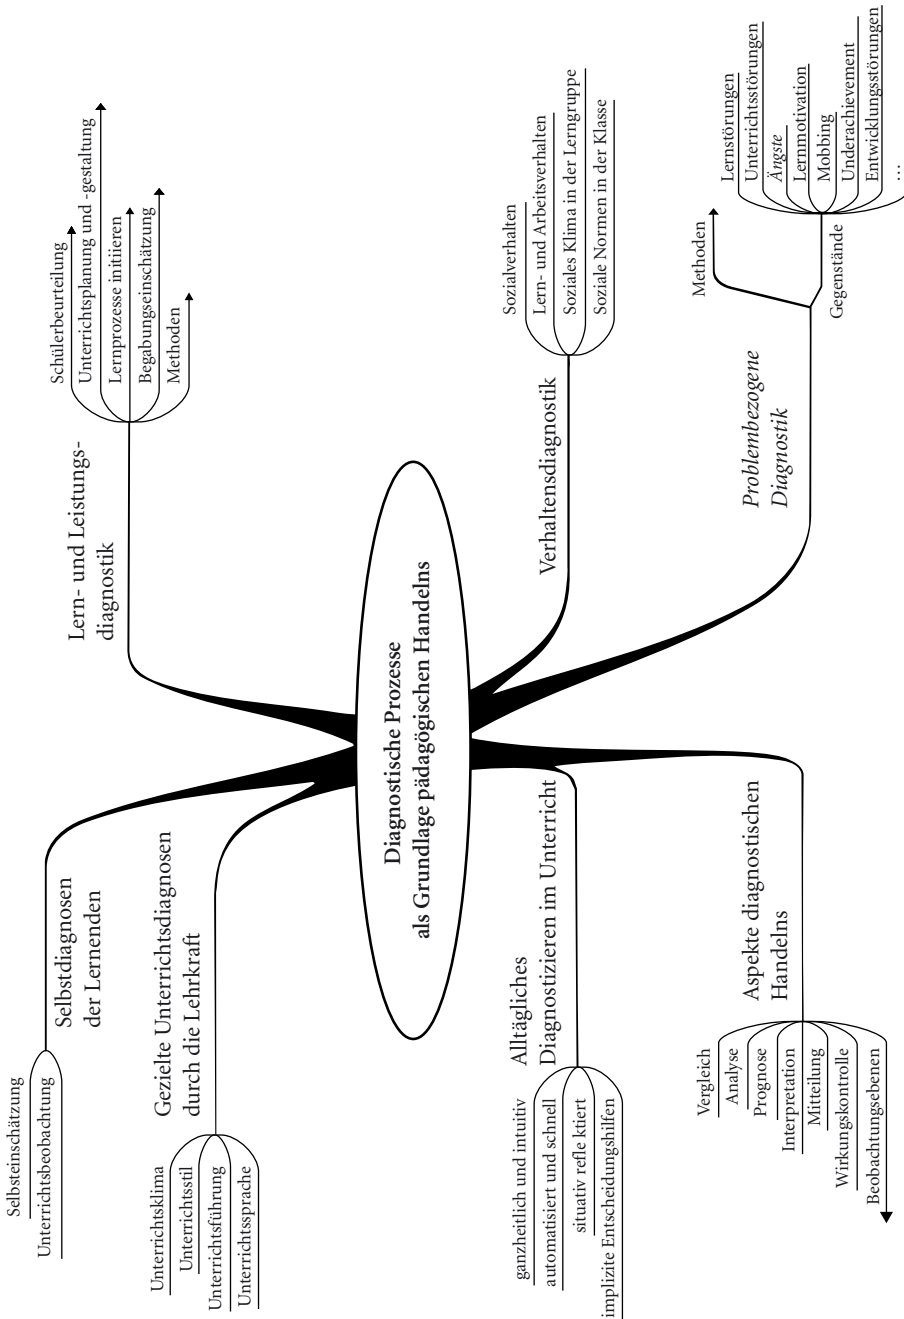 Diagnostische Prozesse
als Grundlage pädagögischen Handelns
Selbstdiagnosen
der Lernenden
Selbsteinschätzung
Unterrichtsbeobachtung
Gezielte Unterrichtsdiagnosen
durch die Lehrkraft
Unterrichtsklima
Unterrichtsstil
Unterrichtsführung
Unterrichtssprache
Alltägliches
Diagnostizieren im Unterricht
ganzheitlich und intuitiv
automatisiert und schnell
situativ refle ktiert
implizite Entscheidungshilfen
Aspekte diagnostischen
Handelns
Vergleich
Analyse
Prognose
Interpretation
Mitteilung
Wirkungskontrolle
Beobachtungsebenen
Lern- und Leistungs-
diagnostik
Schülerbeurteilung
Unterrichtsplanung und -gestaltung
Lernprozesse initiieren
Begabungseinschätzung
Methoden
Verhaltensdiagnostik
Sozialverhalten
Lern- und Arbeitsverhalten
Soziales Klima in der Lerngruppe
Soziale Normen in der Klasse
Problembezogene
Diagnostik
Methoden
Gegenstände
Lernstörungen
Unterrichtsstörungen
Ängste
Lernmotivation
Mobbing
Underachievement
Entwicklungsstörungen
...